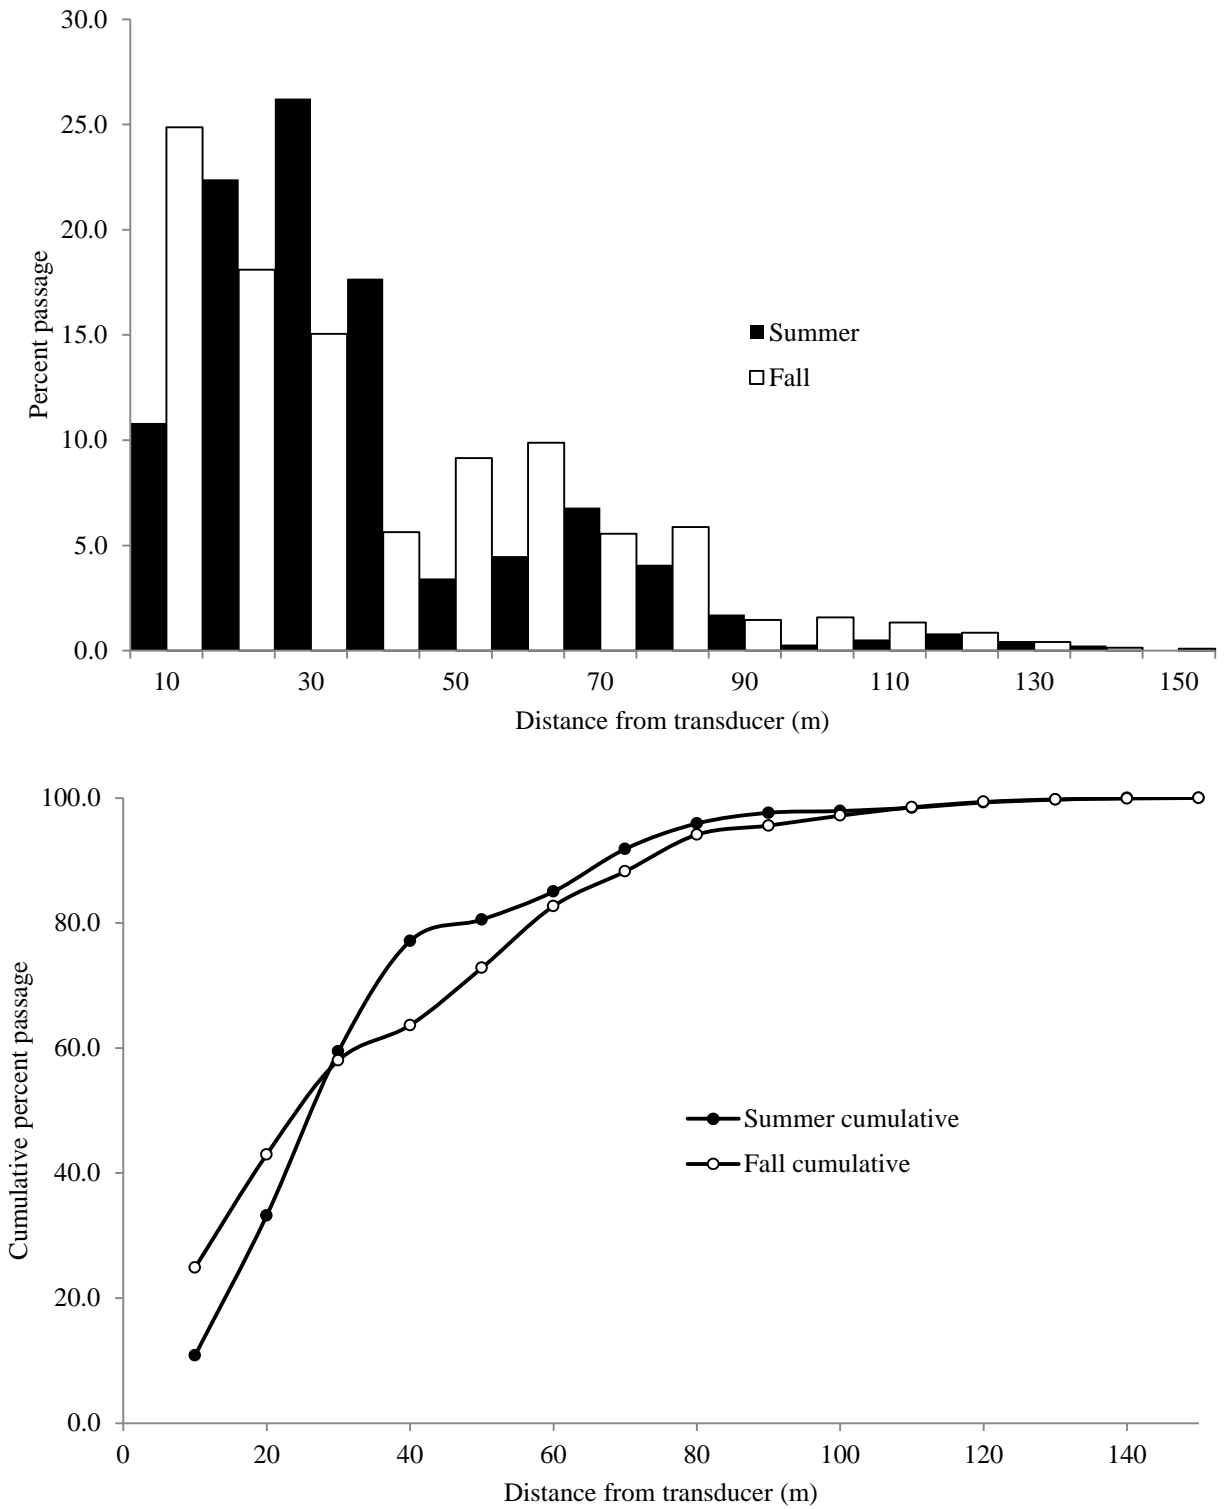 30.0
25.0
20.0
15.0
10.0
5.0
0.0
Percent passage
Summer
Fall
10 30 50 70 90 110 130 150
Distance from transducer (m)
100.0
80.0
60.0
40.0
20.0
0.0
Cumulative percent passage
Summer cumulative
Fall cumulative
0 20 40 60 80 100 120 140
Distance from transducer (m)